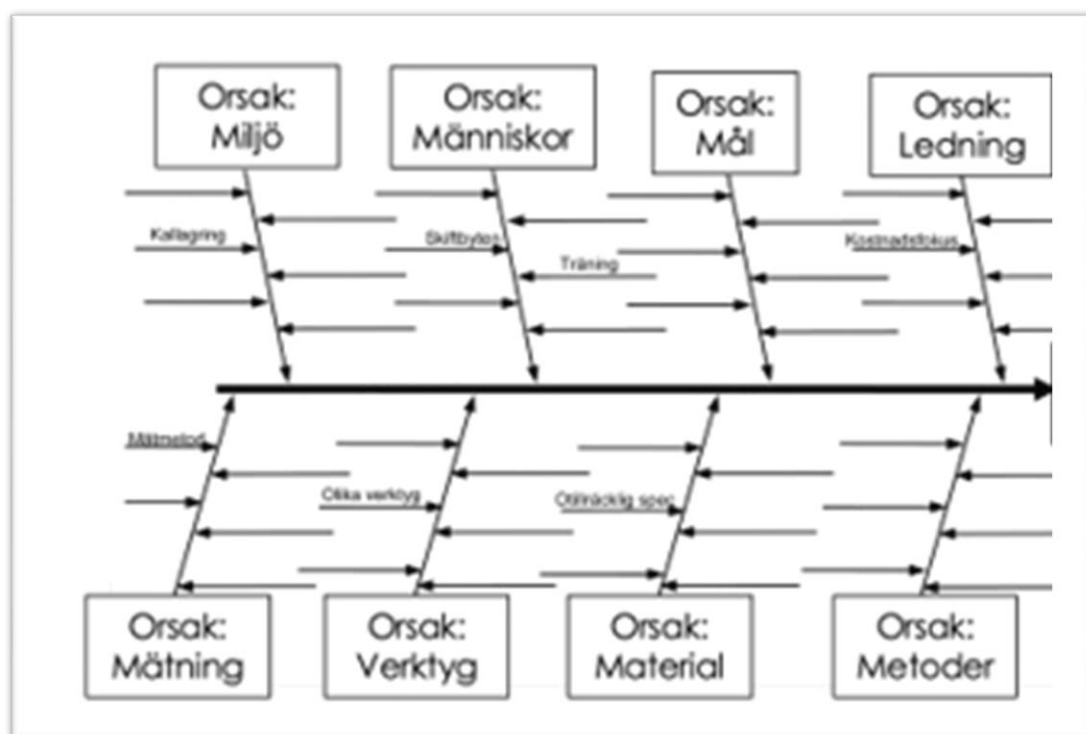 Orsak:
Miljö
Orsak:
Människor
Orsak:
Mål
Orsak:
Ledning
Kallagring
Skiftbyten
Träning
Kostnadsfokus
Mätmetod
Olika verktyg
Otillräcklig spec
Orsak:
Mätning
Orsak:
Verktyg
Orsak:
Material
Orsak:
Metoder